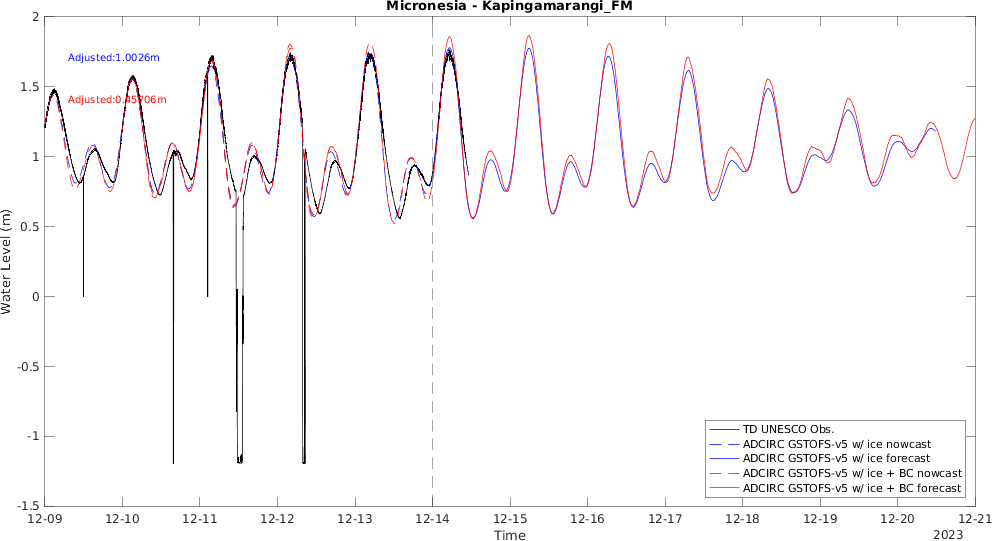 Micronesia - Kapingamarangi_FM
2
1.5
1
0.5
0
-0.5
-1
-1.5
Water Level (m)
Adjusted:1.0026m
Adjusted:0.45706m
TD UNESCO Obs.
ADCIRC GSTOFS-v5 w/ ice nowcast
ADCIRC GSTOFS-v5 w/ ice forecast
ADCIRC GSTOFS-v5 w/ ice + BC nowcast
ADCIRC GSTOFS-v5 w/ ice + BC forecast
12-09 12-10 12-11 12-12 12-13 12-14 12-15 12-16 12-17 12-18 12-19 12-20 12-21
Time
2023